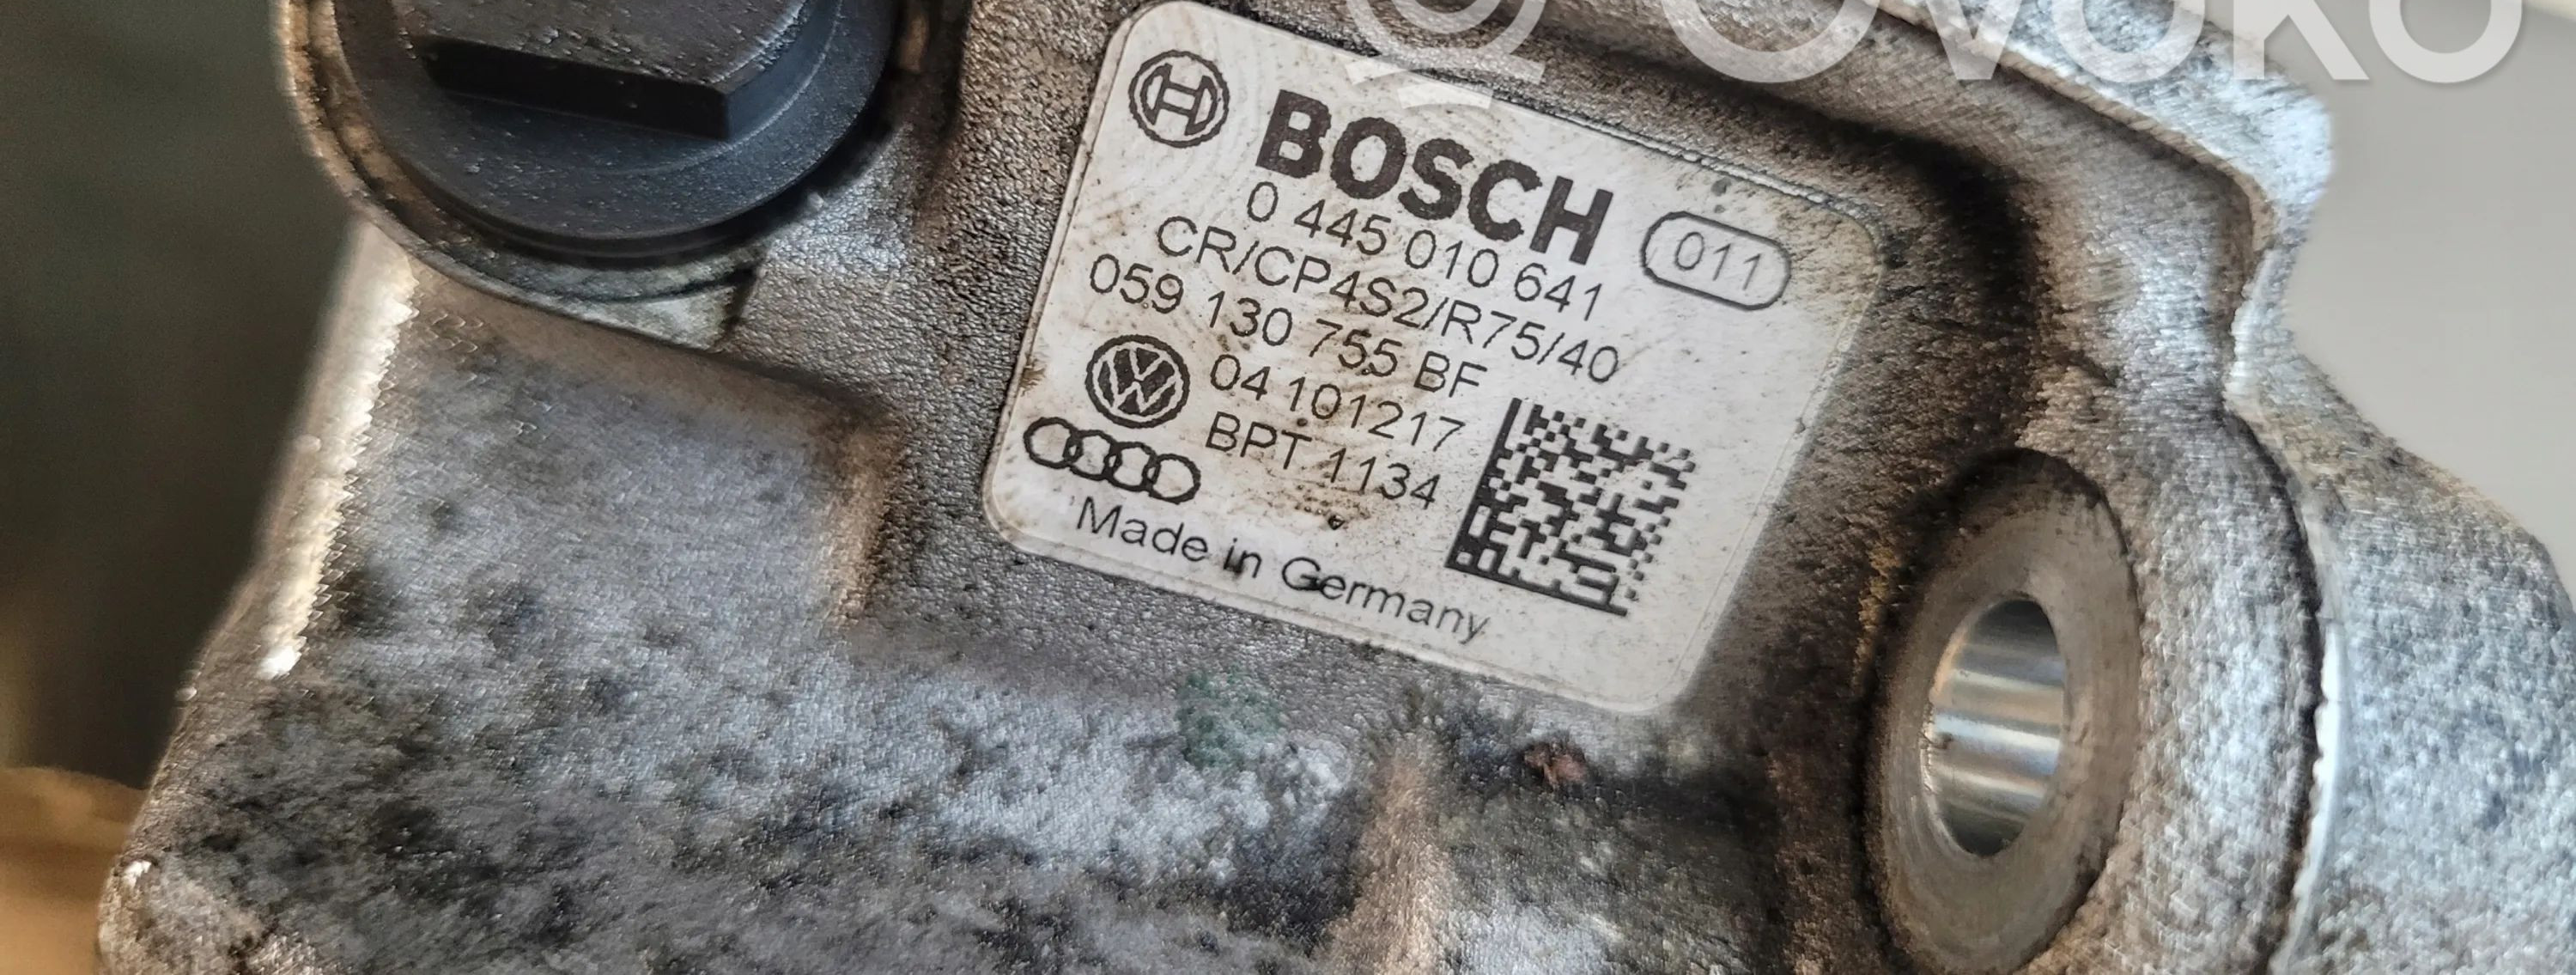 OVOKO
BOSCH
011
0 445 010 641
CR/CP4S2/R75/40
059 130 755 BF
04 101217
BPT 1134
Made in Germany